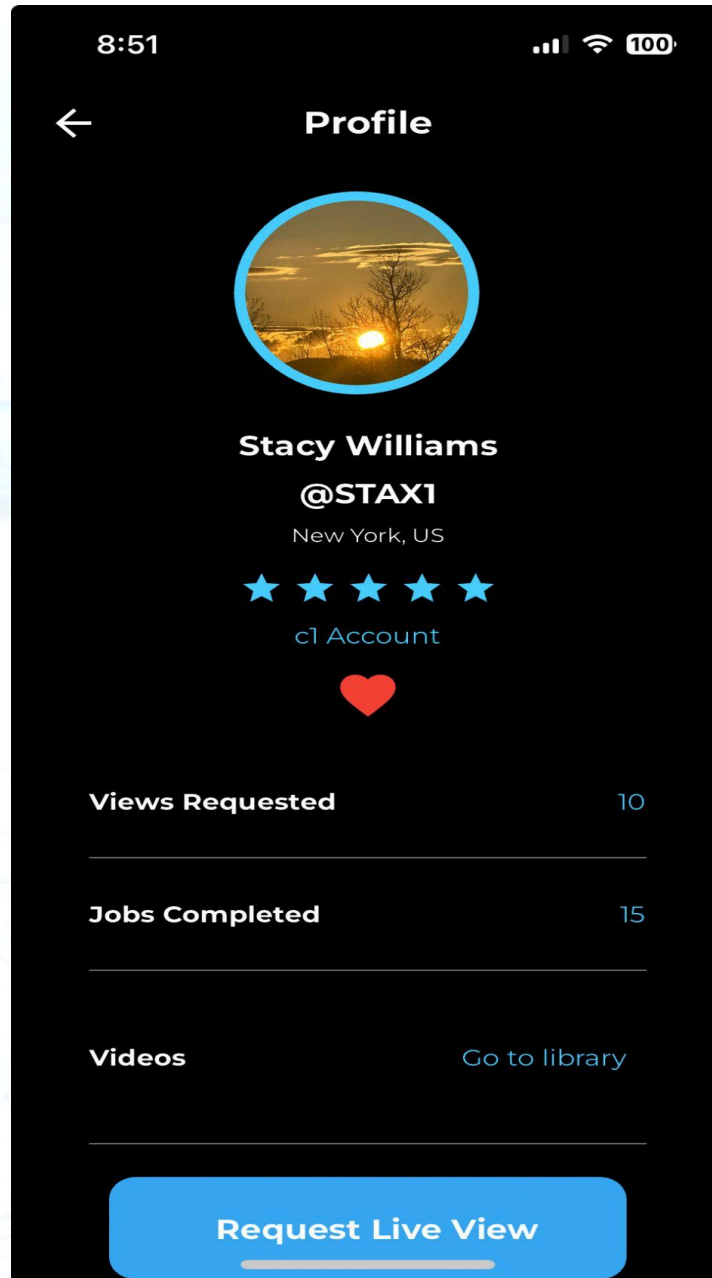 8:51
100
Profile
Stacy Williams
@STAX1
New York, US
c1 Account
Views Requested 10
Jobs Completed 15
Videos Go to library
Request Live View